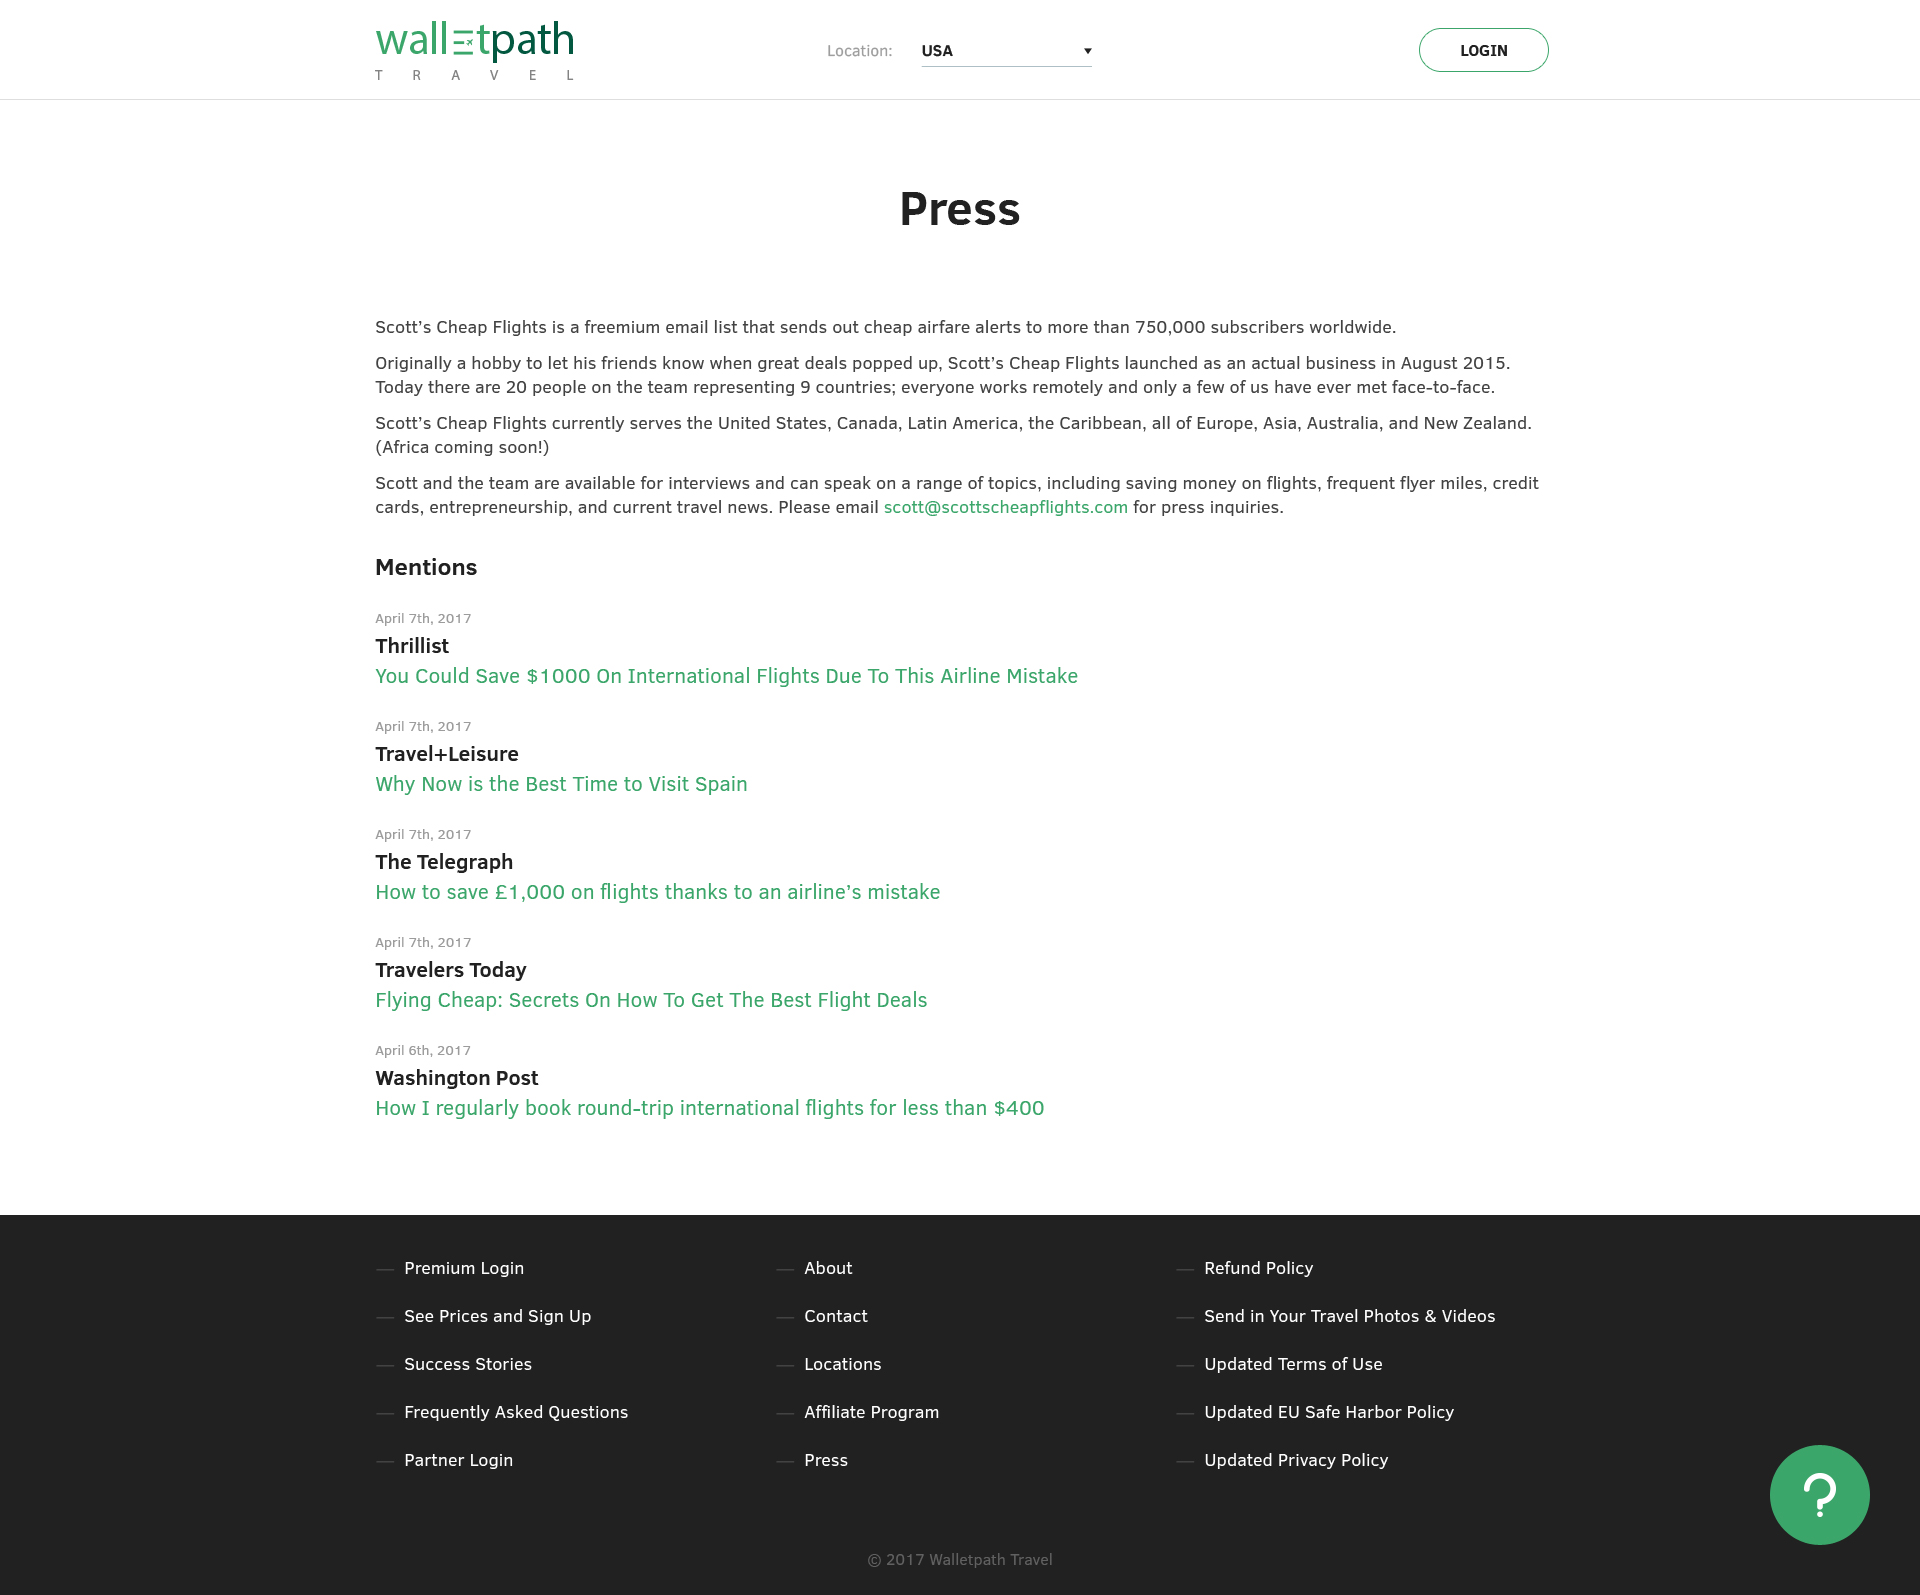 walletpath
TRAVEL
Location: USA
LOGIN
Press
Scott’s Cheap Flights is a freemium email list that sends out cheap airfare alerts to more than 750,000 subscribers worldwide.
Originally a hobby to let his friends know when great deals popped up, Scott’s Cheap Flights launched as an actual business in August 2015.
Today there are 20 people on the team representing 9 countries; everyone works remotely and only a few of us have ever met face-to-face.
Scott’s Cheap Flights currently serves the United States, Canada, Latin America, the Caribbean, all of Europe, Asia, Australia, and New Zealand.
(Africa coming soon!)
Scott and the team are available for interviews and can speak on a range of topics, including saving money on flights, frequent flyer miles, credit
cards, entrepreneurship, and current travel news. Please email scott@scottscheapflights.com for press inquiries.
Mentions
April 7th, 2017
Thrillist
You Could Save $1000 On International Flights Due To This Airline Mistake
April 7th, 2017
Travel+Leisure
Why Now is the Best Time to Visit Spain
April 7th, 2017
The Telegraph
How to save £1,000 on flights thanks to an airline’s mistake
April 7th, 2017
Travelers Today
Flying Cheap: Secrets On How To Get The Best Flight Deals
April 6th, 2017
Washington Post
How I regularly book round-trip international flights for less than $400
— Premium Login
— See Prices and Sign Up
— Success Stories
— Frequently Asked Questions
— Partner Login
— About
— Contact
— Locations
— Affiliate Program
— Press
— Refund Policy
— Send in Your Travel Photos & Videos
— Updated Terms of Use
— Updated EU Safe Harbor Policy
— Updated Privacy Policy
?
© 2017 Walletpath Travel